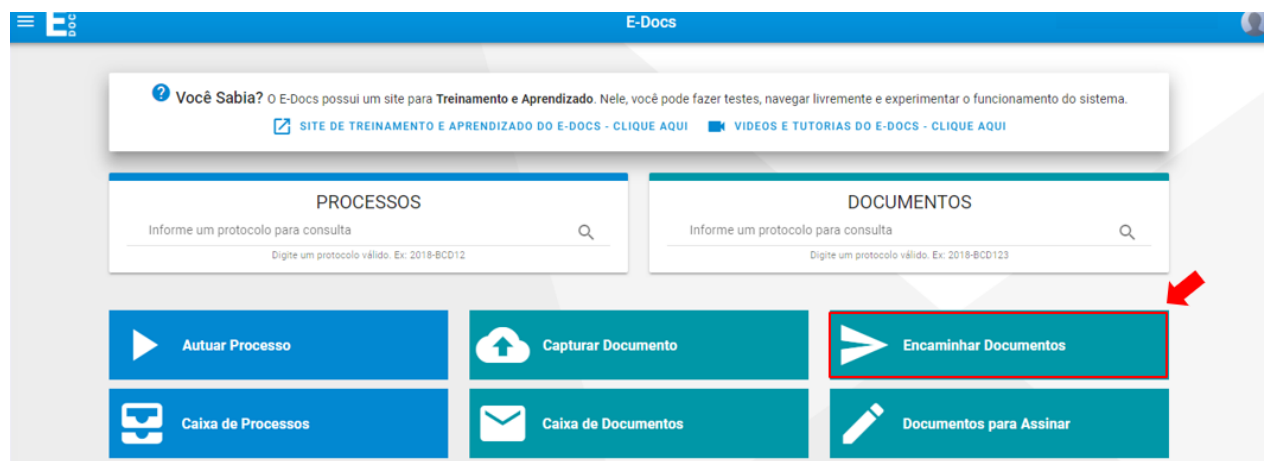 E DOCS
E-Docs
Você Sabia? O E-Docs possui um site para Treinamento e Aprendizado. Nele, você pode fazer testes, navegar livremente e experimentar o funcionamento do sistema.
SITE DE TREINAMENTO E APRENDIZADO DO E-DOCS - CLIQUE AQUI VIDEOS E TUTORIAS DO E-DOCS - CLIQUE AQUI
PROCESSOS
Informe um protocolo para consulta
Digite um protocolo válido. Ex: 2018-BCD12
DOCUMENTOS
Informe um protocolo para consulta
Digite um protocolo válido. Ex: 2018-BCD123
Autuar Processo
Capturar Documento
Encaminhar Documentos
Caixa de Processos
Caixa de Documentos
Documentos para Assinar